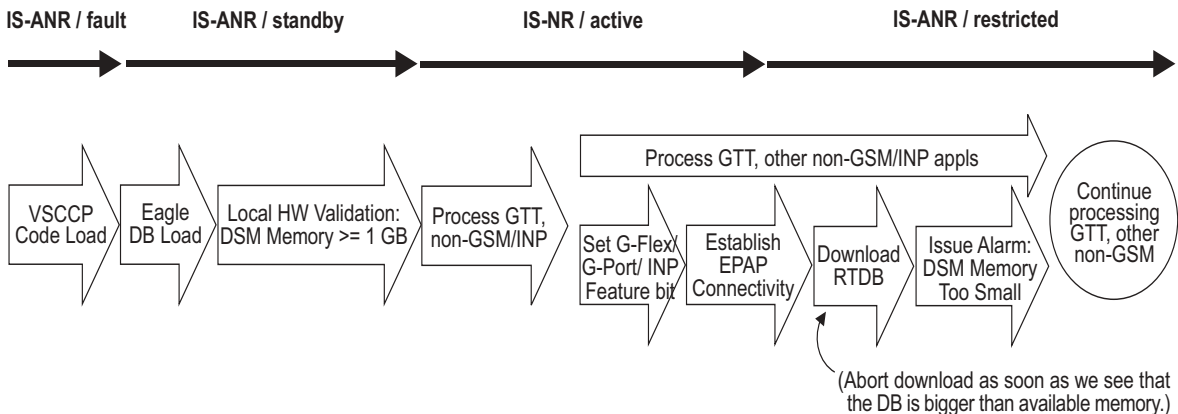 IS-ANR / fault
IS-ANR / standby
IS-NR / active
IS-ANR / restricted
Process GTT, other non-GSM/INP appls
VSCCP
Code Load
Eagle
DB Load
Local HW Validation:
DSM Memory >= 1 GB
Process GTT,
non-GSM/INP
Set G-Flex/
G-Port/ INP
Feature bit
Establish
EPAP
Connectivity
Download
RTDB
Issue Alarm:
DSM Memory
Too Small
Continue
processing
GTT, other
non-GSM
(Abort download as soon as we see that
the DB is bigger than available memory.)